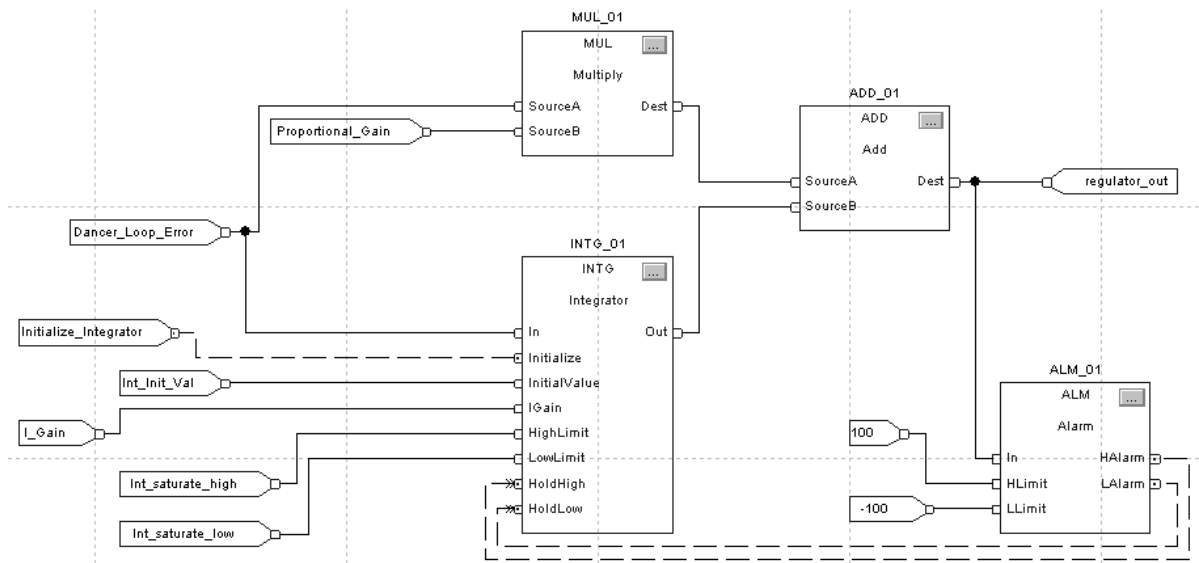 MUL_01
MUL
...
Multiply
SourceA
Dest
SourceB
Proportional_Gain
ADD_01
ADD
...
Add
SourceA
Dest
SourceB
regulator_out
Dancer_Loop_Error
INTG_01
INTG
...
Integrator
In
Out
Initialize
InitialValue
IGain
HighLimit
LowLimit
HoldHigh
HoldLow
Initialize_Integrator
Int_Init_Val
I_Gain
Int_saturate_high
Int_saturate_low
ALM_01
ALM
...
Alarm
In
HAlarm
HLimit
LAlarm
LLimit
100
-100